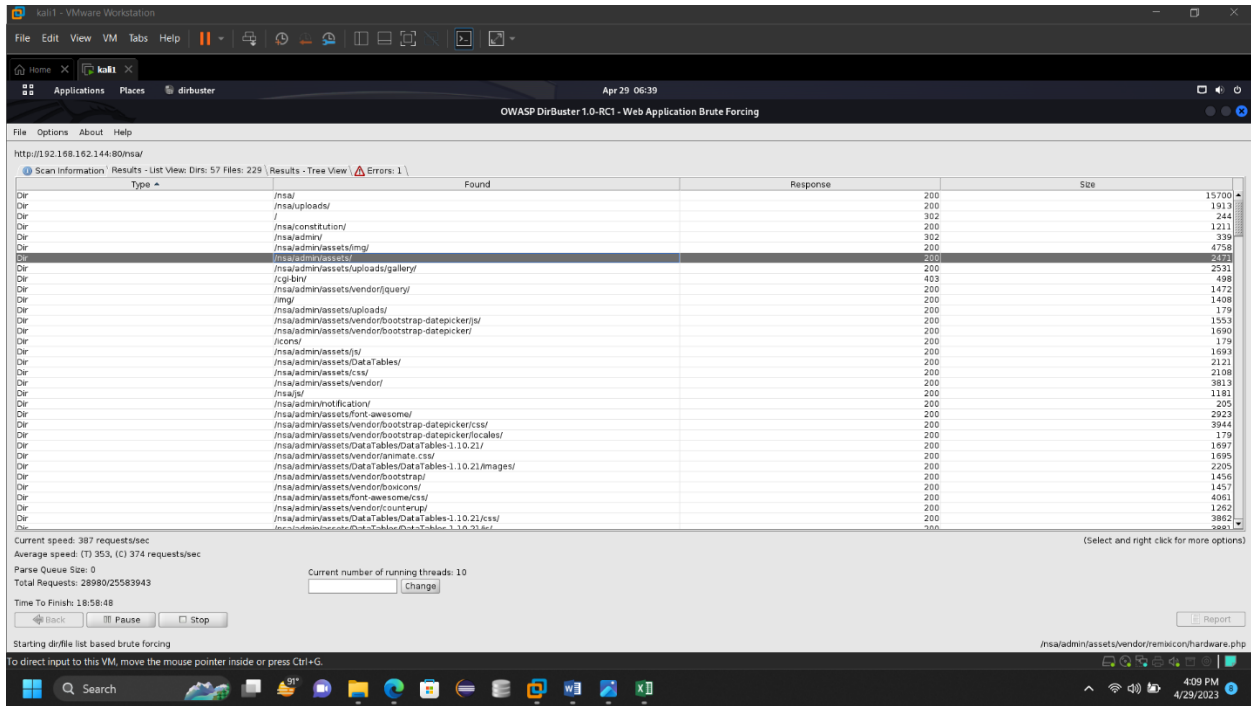 kali1 - VMware Workstation
File Edit View VM Tabs Help
Home kali1
Applications Places dirbuster Apr 29 06:39
OWASP DirBuster 1.0-RC1 - Web Application Brute Forcing
File Options About Help
http://192.168.162.144:80/nsa/
Scan Information Results - List View: Dirs: 57 Files: 229 Results - Tree View Errors: 1
Type Found Response Size
Dir /nsa/ 200 15700
Dir /nsa/uploads/ 200 1913
Dir / 302 244
Dir /nsa/constitution/ 200 1211
Dir /nsa/admin/ 302 339
Dir /nsa/admin/assets/img/ 200 4758
Dir /nsa/admin/assets/ 200 2471
Dir /nsa/admin/assets/uploads/gallery/ 200 2531
Dir /cgi-bin/ 403 498
Dir /nsa/admin/assets/vendor/jquery/ 200 1472
Dir /img/ 200 1408
Dir /nsa/admin/assets/uploads/ 200 179
Dir /nsa/admin/assets/vendor/bootstrap-datepicker/js/ 200 1553
Dir /nsa/admin/assets/vendor/bootstrap-datepicker/ 200 1690
Dir /icons/ 200 179
Dir /nsa/admin/assets/js/ 200 1693
Dir /nsa/admin/assets/DataTables/ 200 2121
Dir /nsa/admin/assets/css/ 200 2108
Dir /nsa/admin/assets/vendor/ 200 3813
Dir /nsa/js/ 200 1181
Dir /nsa/admin/notification/ 200 205
Dir /nsa/admin/assets/font-awesome/ 200 2923
Dir /nsa/admin/assets/vendor/bootstrap-datepicker/css/ 200 3944
Dir /nsa/admin/assets/vendor/bootstrap-datepicker/locales/ 200 179
Dir /nsa/admin/assets/DataTables/DataTables-1.10.21/ 200 1697
Dir /nsa/admin/assets/vendor/animate.css/ 200 1695
Dir /nsa/admin/assets/DataTables/DataTables-1.10.21/images/ 200 2205
Dir /nsa/admin/assets/vendor/bootstrap/ 200 1456
Dir /nsa/admin/assets/vendor/boxicons/ 200 1457
Dir /nsa/admin/assets/font-awesome/css/ 200 4061
Dir /nsa/admin/assets/vendor/counterup/ 200 1262
Dir /nsa/admin/assets/DataTables/DataTables-1.10.21/css/ 200 3862
Dir /nsa/admin/assets/DataTables/DataTables-1.10.21/js/ 200 3881
Current speed: 387 requests/sec (Select and right click for more options)
Average speed: (T) 353, (C) 374 requests/sec
Parse Queue Size: 0 Current number of running threads: 10
Total Requests: 28980/25583943 Change
Time To Finish: 18:58:48
Back Pause Stop Report
Starting dir/file list based brute forcing /nsa/admin/assets/vendor/remixicon/hardware.php
To direct input to this VM, move the mouse pointer inside or press Ctrl+G.
Search 91° 4:09 PM
4/29/2023 8